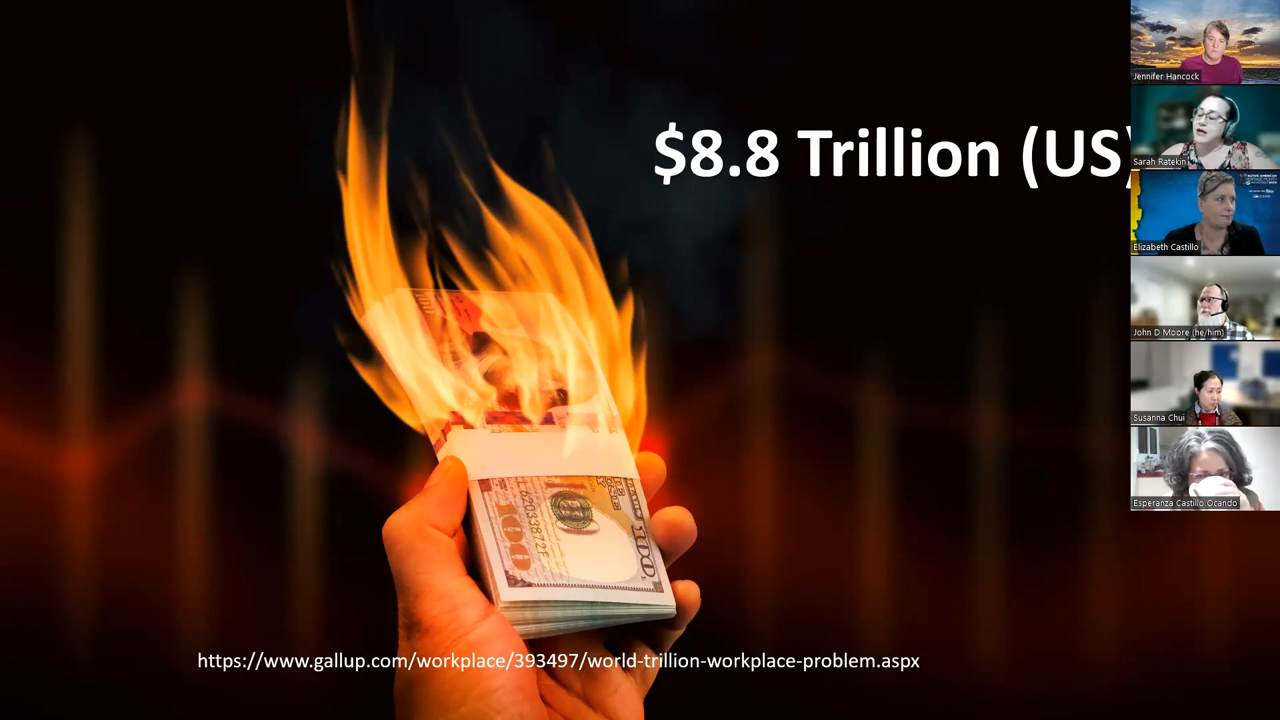 $8.8 Trillion (US)
https://www.gallup.com/workplace/393497/world-trillion-workplace-problem.aspx
100
Jennifer Hancock
Sarah Ratekin
Elizabeth Castillo
John D Moore (he/him)
Susanna Chui
Esperanza Castillo Ocando